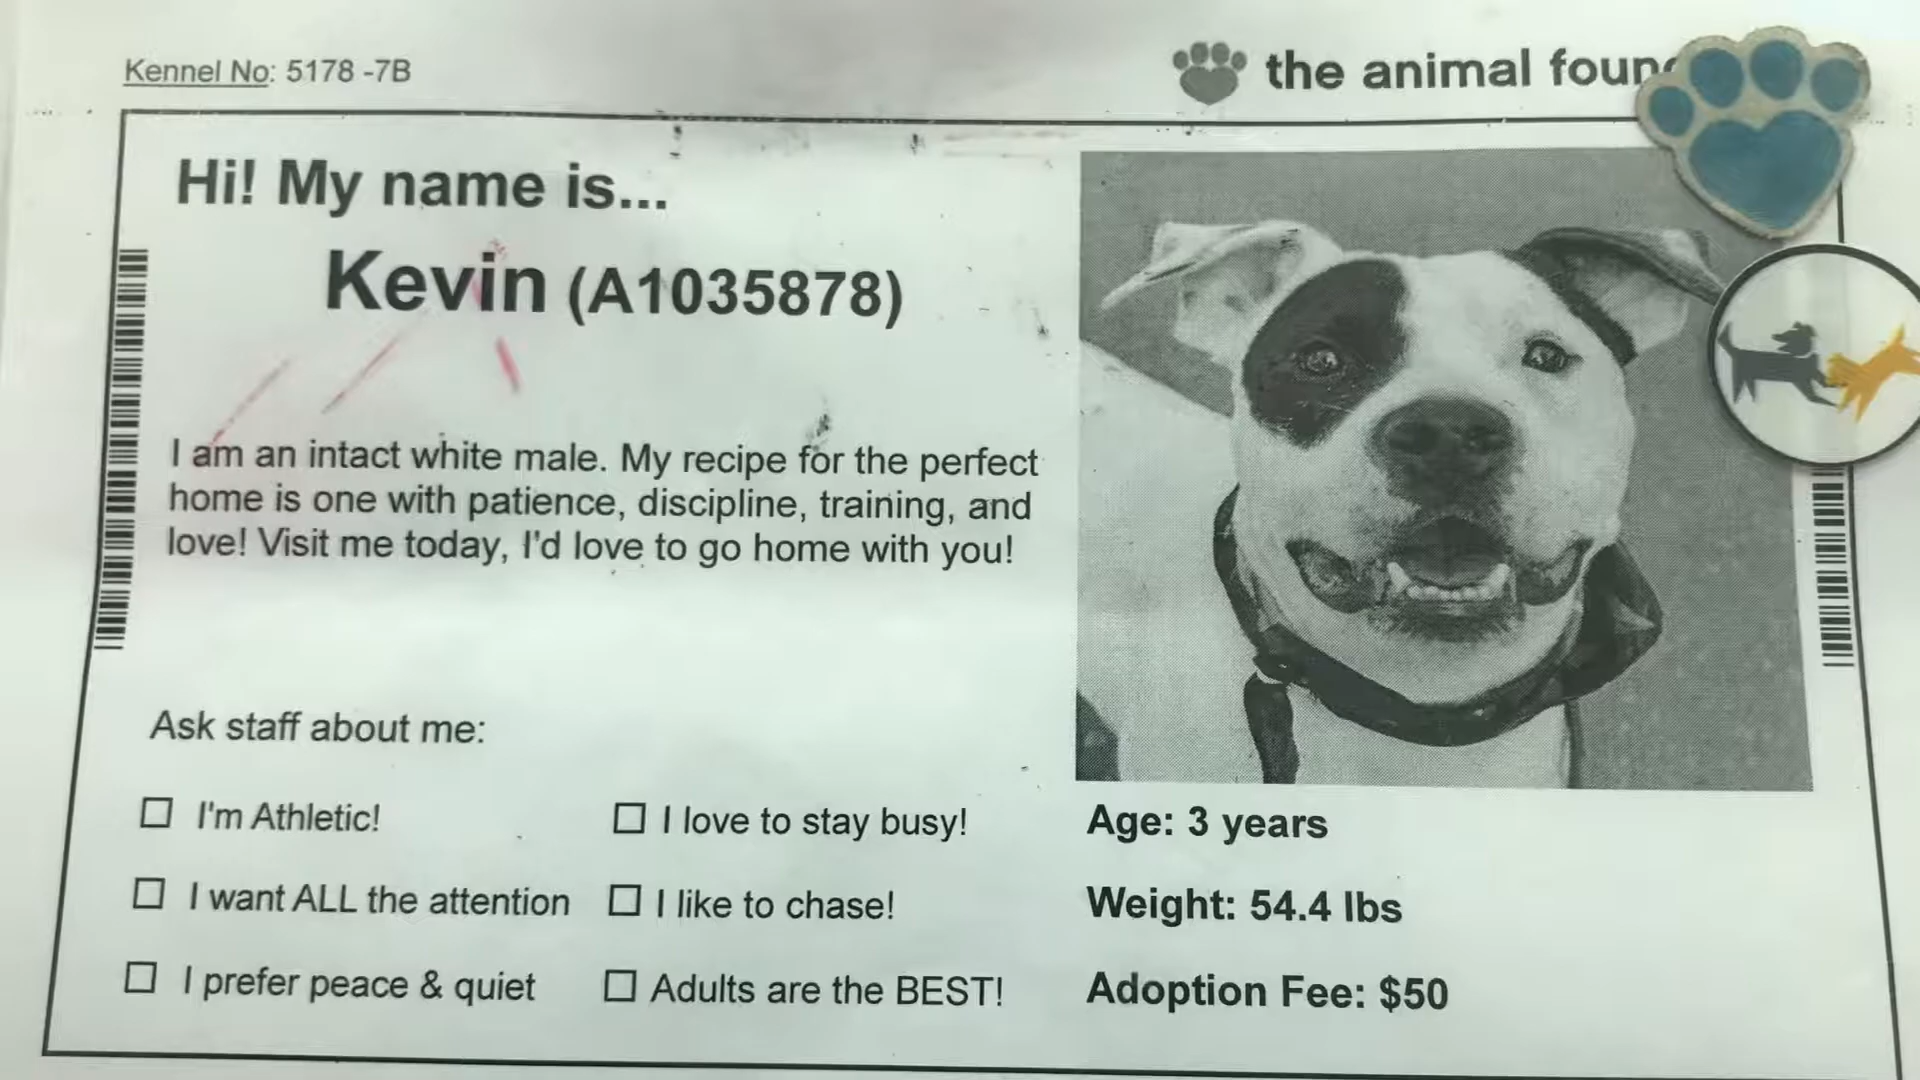 Kennel No: 5178 -7B
the animal
Hi! My name is...
Kevin (A1035878)
I am an intact white male. My recipe for the perfect
home is one with patience, discipline, training, and
love! Visit me today, I'd love to go home with you!
Ask staff about me:
I'm Athletic!
I love to stay busy!
I want ALL the attention
I like to chase!
I prefer peace & quiet
Adults are the BEST!
Age: 3 years
Weight: 54.4 lbs
Adoption Fee: $50